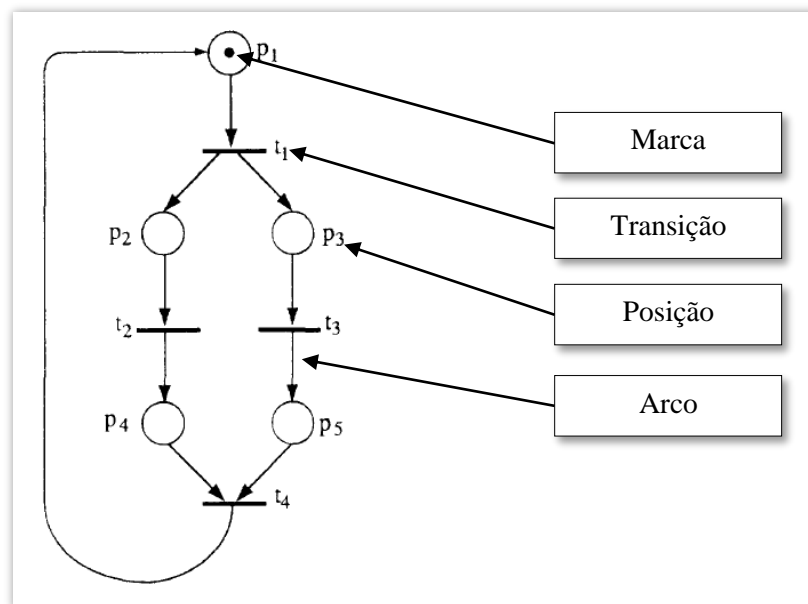 p1
Marca
t1
Transição
p2
p3
Posição
t2
t3
Arco
p4
p5
t4